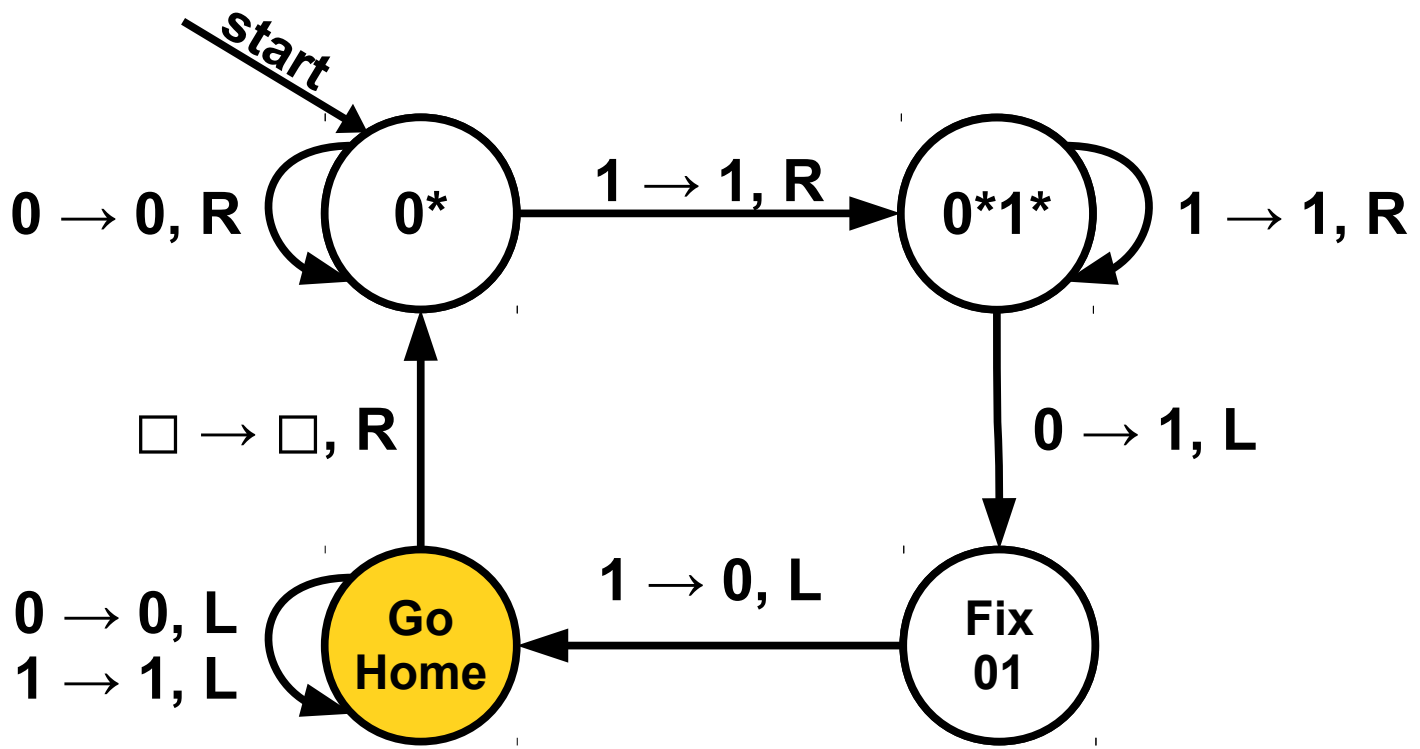 start
0 → 0, R
0*
1 → 1, R
0*1*
1 → 1, R
□ → □, R
0 → 1, L
0 → 0, L
1 → 1, L
Go
Home
1 → 0, L
Fix
01